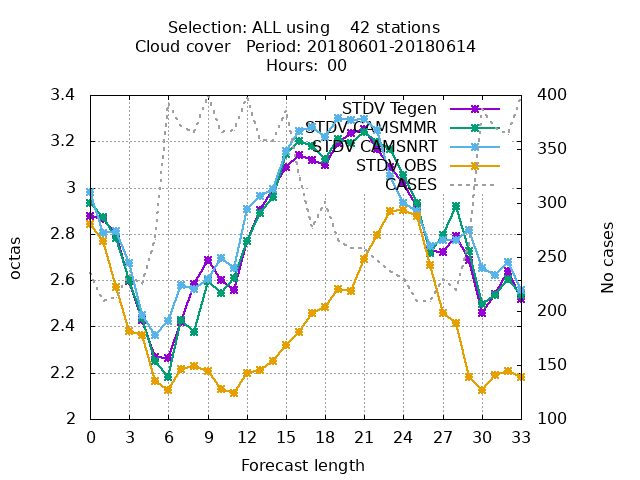 Selection: ALL using    42 stations
Cloud cover   Period: 20180601-20180614
Hours:  00
STDV Tegen
STDV CAMSMMR
STDV CAMSNRT
STDV OBS
CASES
octas
3.4
3.2
3
2.8
2.6
2.4
2.2
2
400
350
300
250
200
150
100
No cases
0 3 6 9 12 15 18 21 24 27 30 33
Forecast length